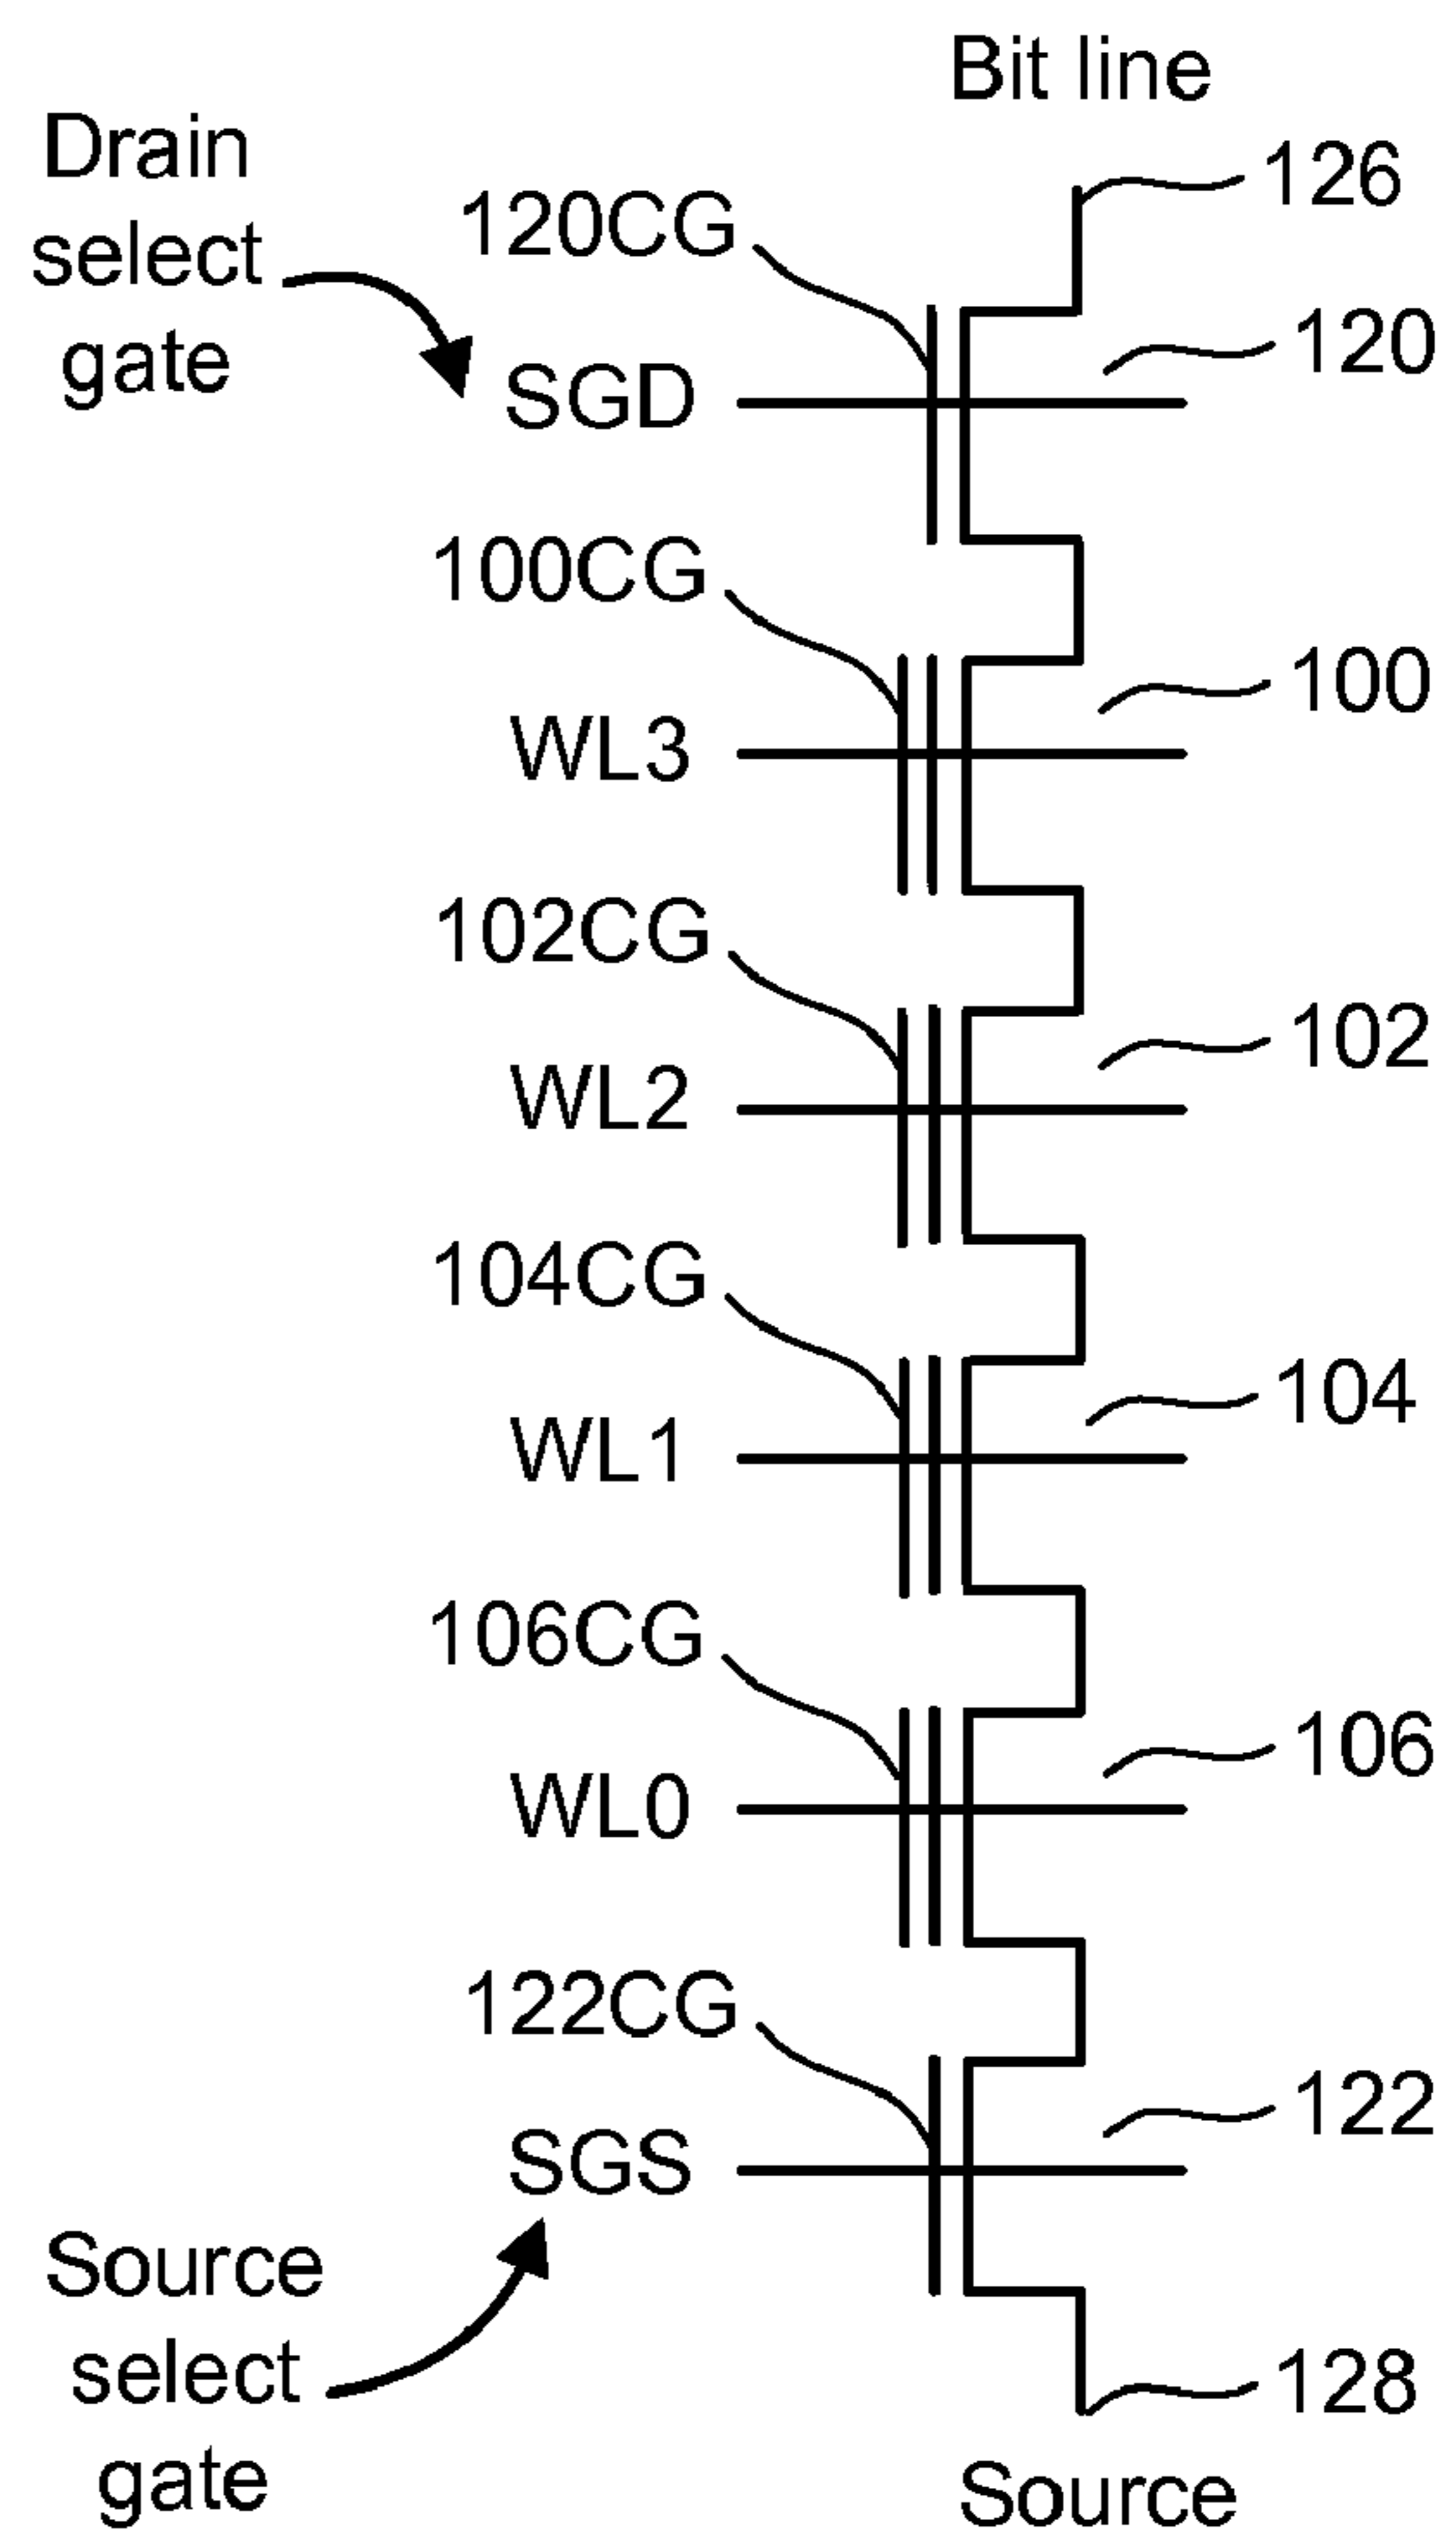 Bit line
Drain
select
gate
126
120CG
120
SGD
100CG
100
WL3
102CG
102
WL2
104CG
104
WL1
106CG
106
WL0
122CG
122
SGS
Source
select
gate
128
Source